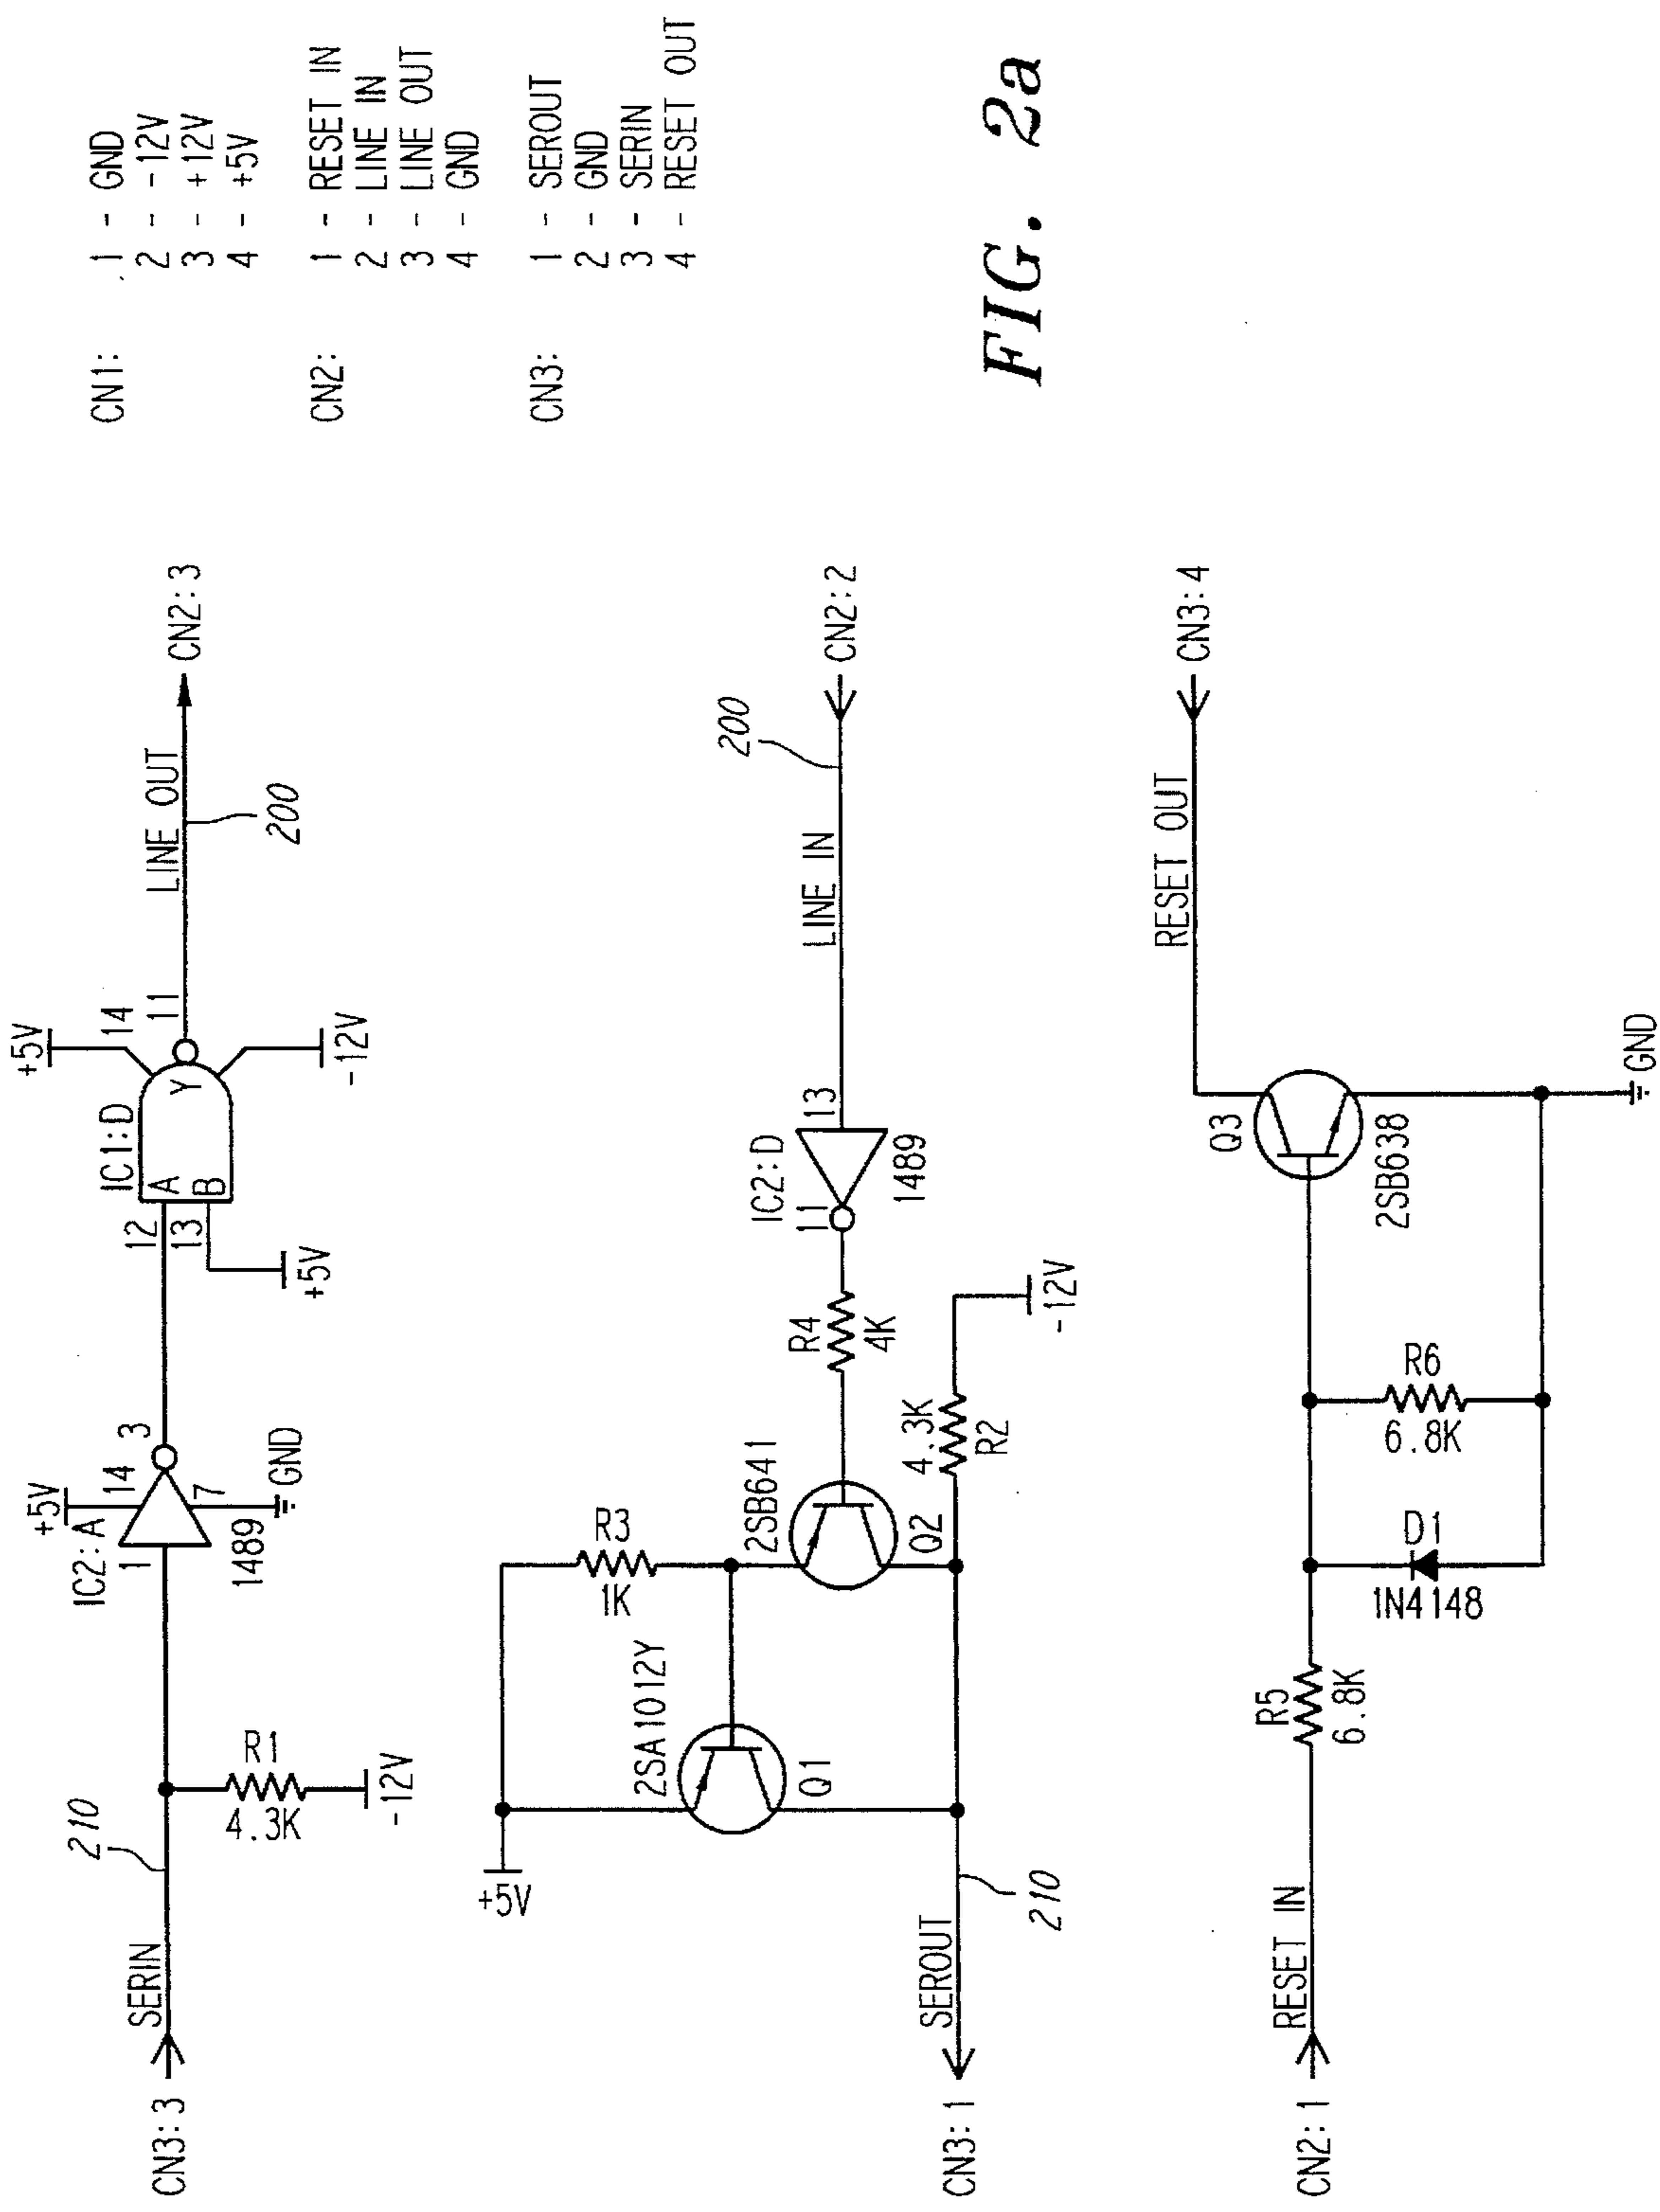 CN3:3
SERIN
210
R1
4.3K
-12V
+5V
IC2:A
14
1
3
7
1489
GND
+5V
IC1:D
14
12
A
Y
11
13
B
+5V
-12V
LINE OUT
200
CN2:3
+5V
2SA1012Y
Q1
R3
1K
2SB641
Q2
R4
4K
4.3K
R2
-12V
IC2:D
11
13
1489
LINE IN
200
CN2:2
CN3:1
SEROUT
210
CN2:1
RESET IN
R5
6.8K
D1
1N4148
R6
6.8K
Q3
2SB638
GND
RESET OUT
CN3:4
CN1: 1 - GND
2 - -12V
3 - +12V
4 - +5V
CN2: 1 - RESET IN
2 - LINE IN
3 - LINE OUT
4 - GND
CN3: 1 - SEROUT
2 - GND
3 - SERIN
4 - RESET OUT
FIG. 2a